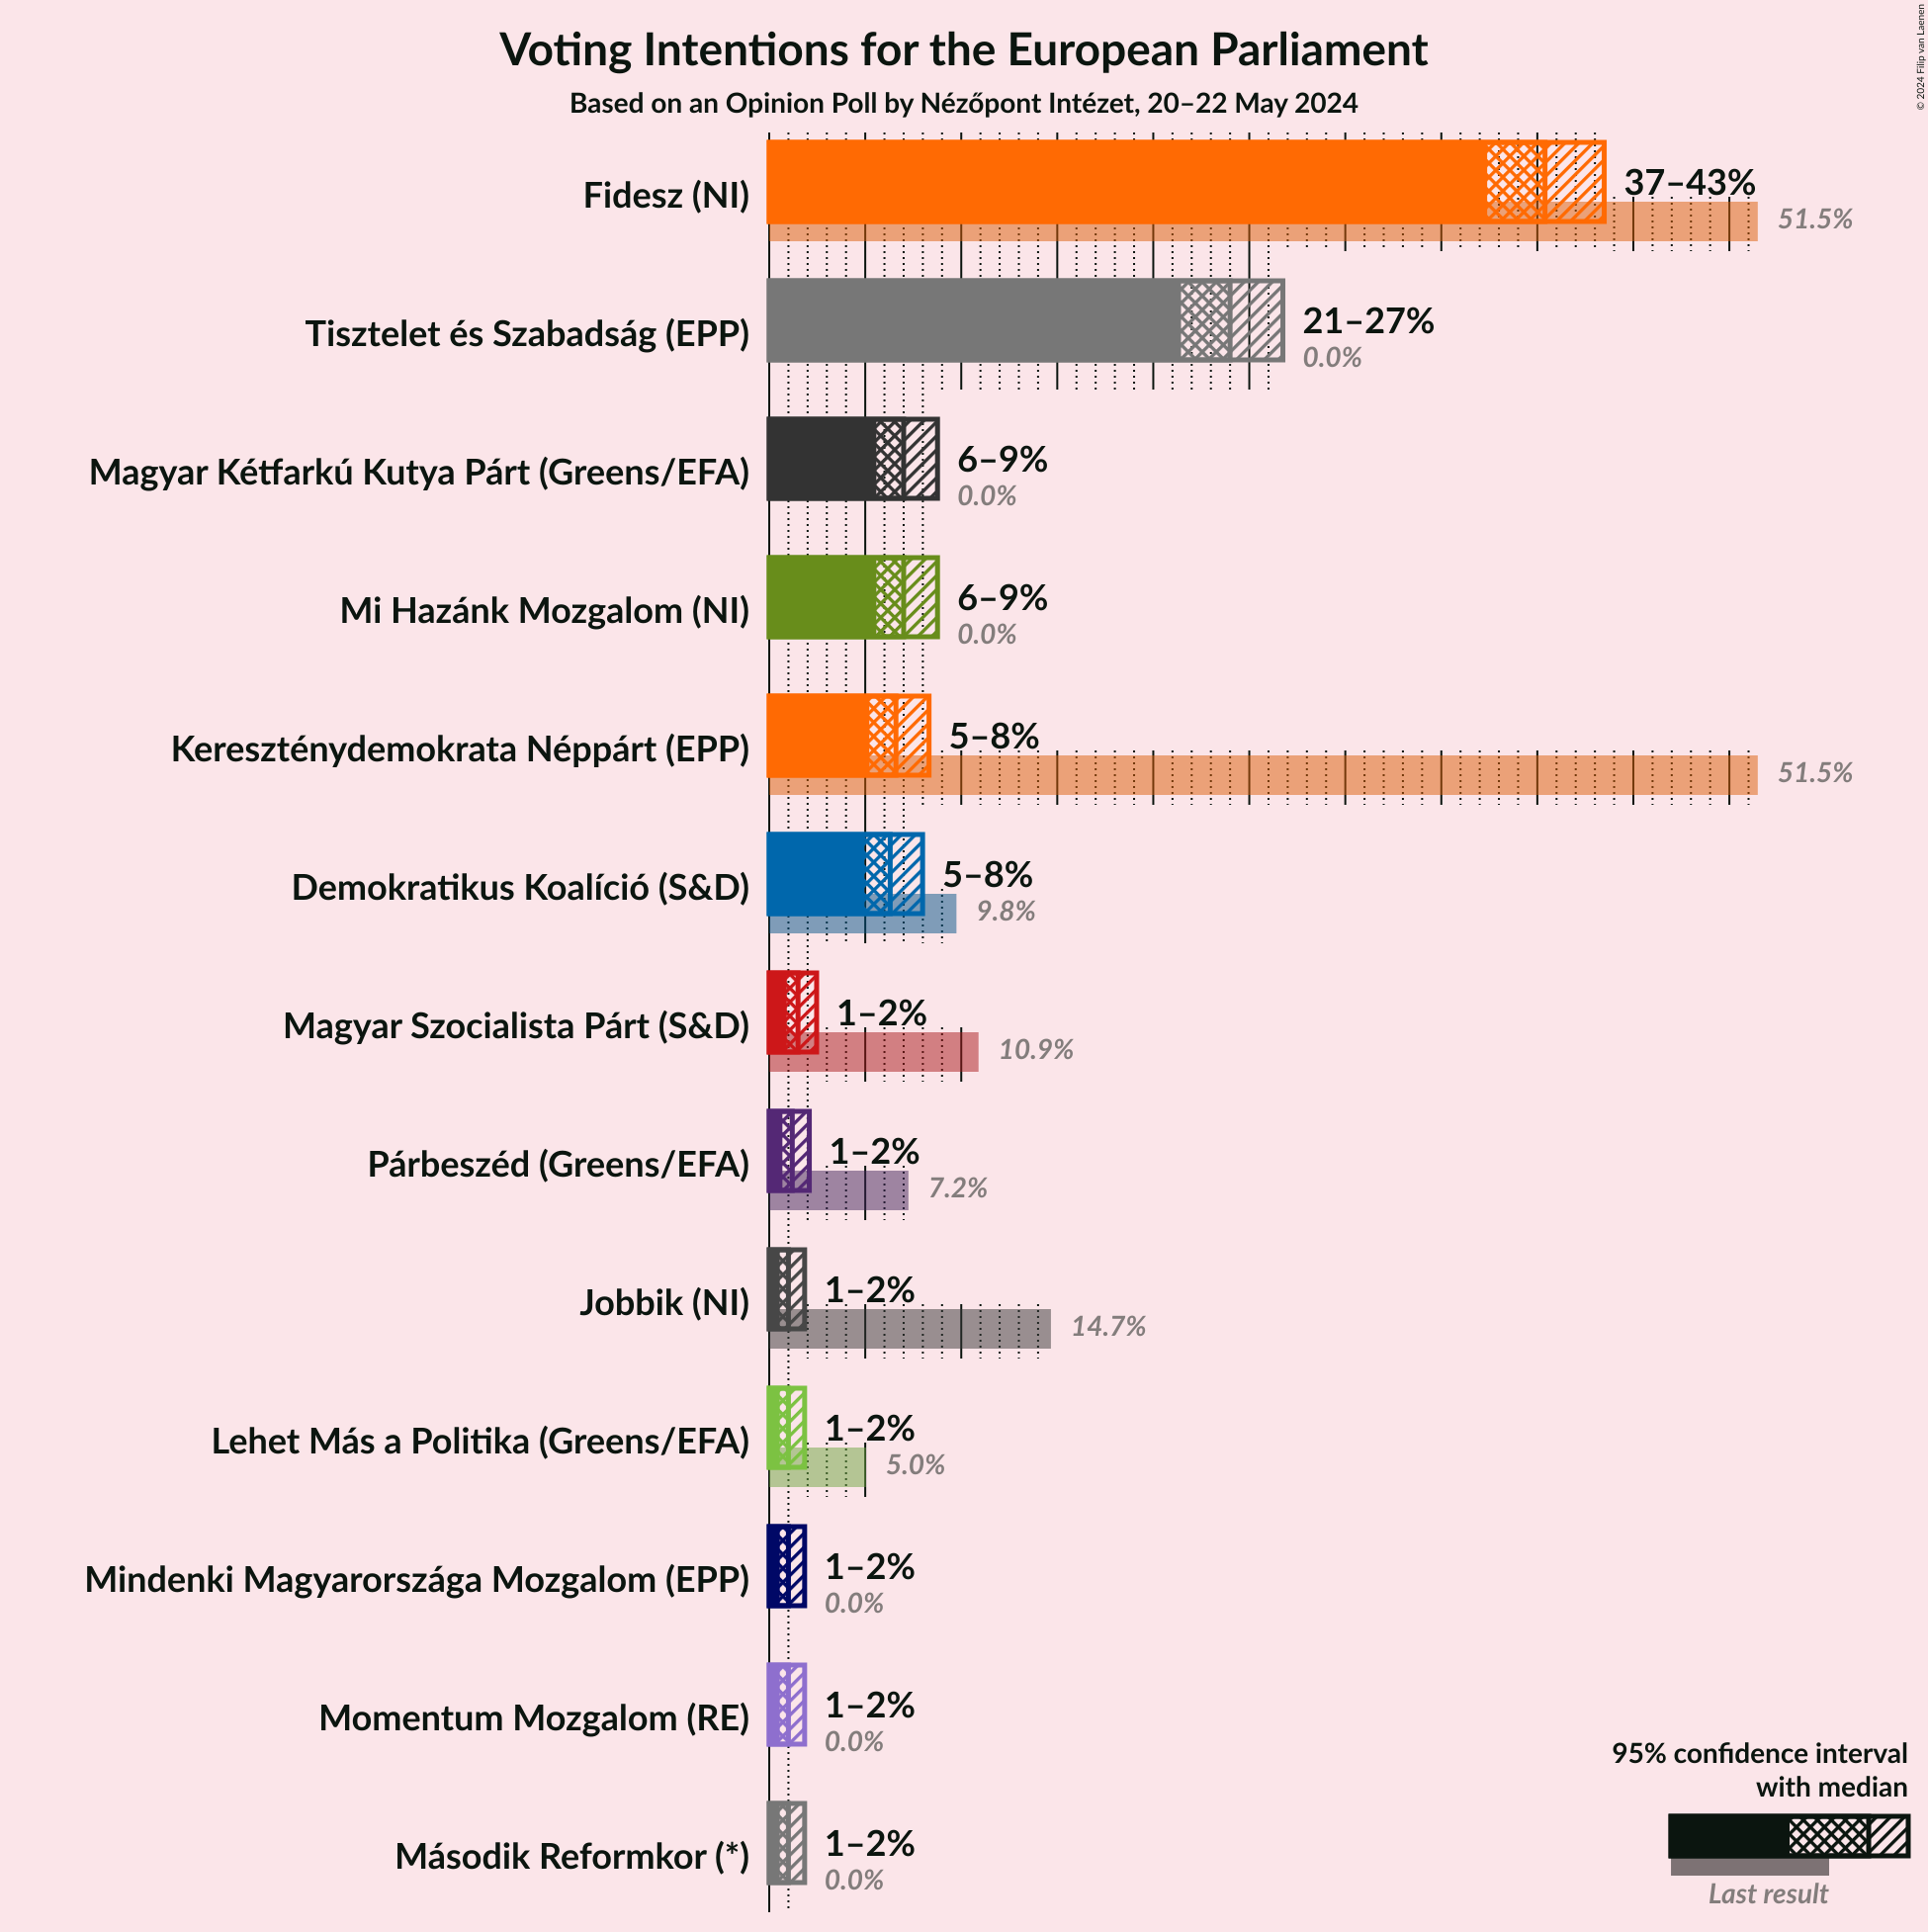 Voting Intentions for the European Parliament
Based on an Opinion Poll by Nézőpont Intézet, 20–22 May 2024
© 2024 Filip van Laenen
Fidesz (NI)
37–43%
51.5%
Tisztelet és Szabadság (EPP)
21–27%
0.0%
Magyar Kétfarkú Kutya Párt (Greens/EFA)
6–9%
0.0%
Mi Hazánk Mozgalom (NI)
6–9%
0.0%
Kereszténydemokrata Néppárt (EPP)
5–8%
51.5%
Demokratikus Koalíció (S&D)
5–8%
9.8%
Magyar Szocialista Párt (S&D)
1–2%
10.9%
Párbeszéd (Greens/EFA)
1–2%
7.2%
Jobbik (NI)
1–2%
14.7%
Lehet Más a Politika (Greens/EFA)
1–2%
5.0%
Mindenki Magyarországa Mozgalom (EPP)
1–2%
0.0%
Momentum Mozgalom (RE)
1–2%
0.0%
Második Reformkor (*)
1–2%
0.0%
95% confidence interval
with median
Last result